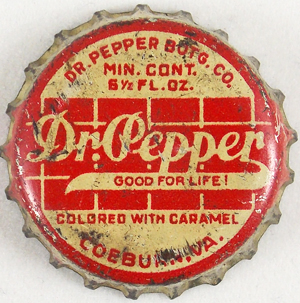 DR. PEPPER BOTG. CO.
MIN. CONT.
6½ FL. OZ.
Dr. Pepper
GOOD FOR LIFE!
COLORED WITH CARAMEL
COEBURN, VA.